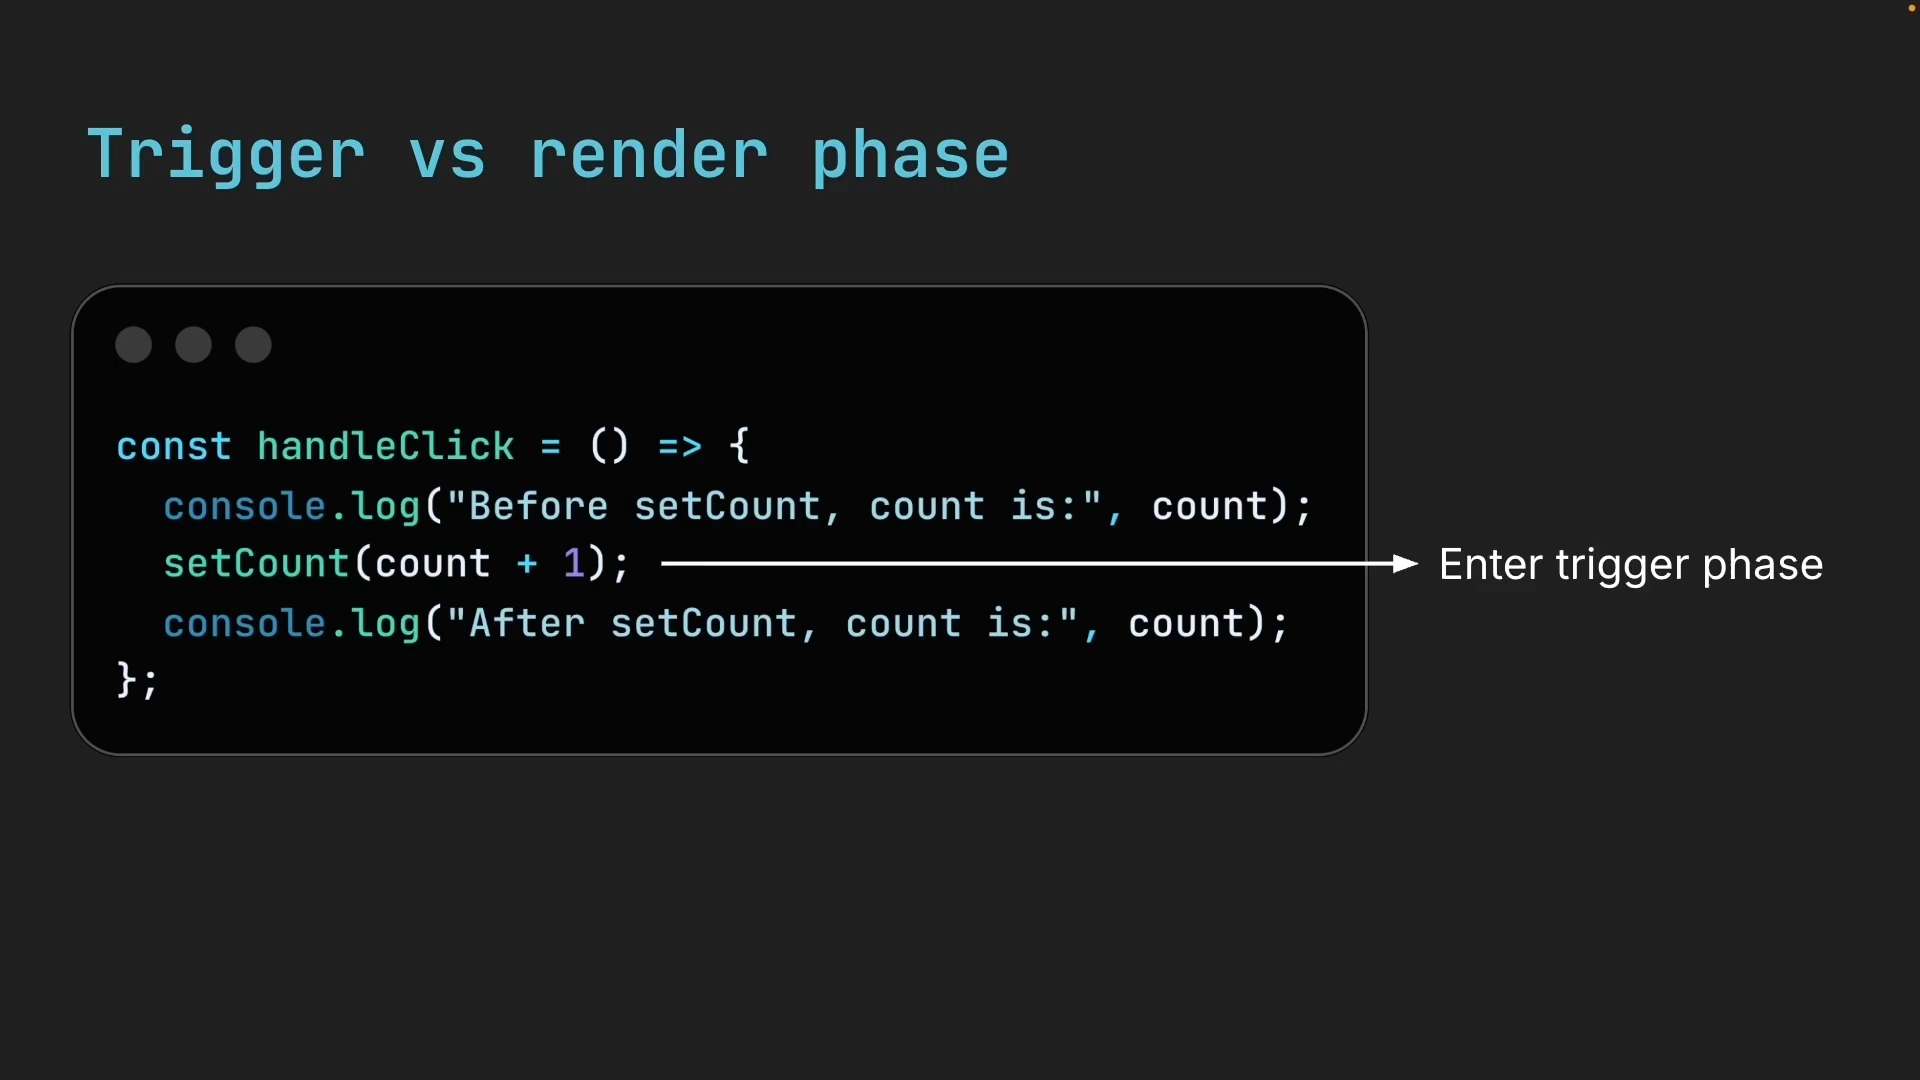 Trigger vs render phase
const handleClick = () => {
console.log("Before setCount, count is:", count);
setCount(count + 1);
Enter trigger phase
console.log("After setCount, count is:", count);
};